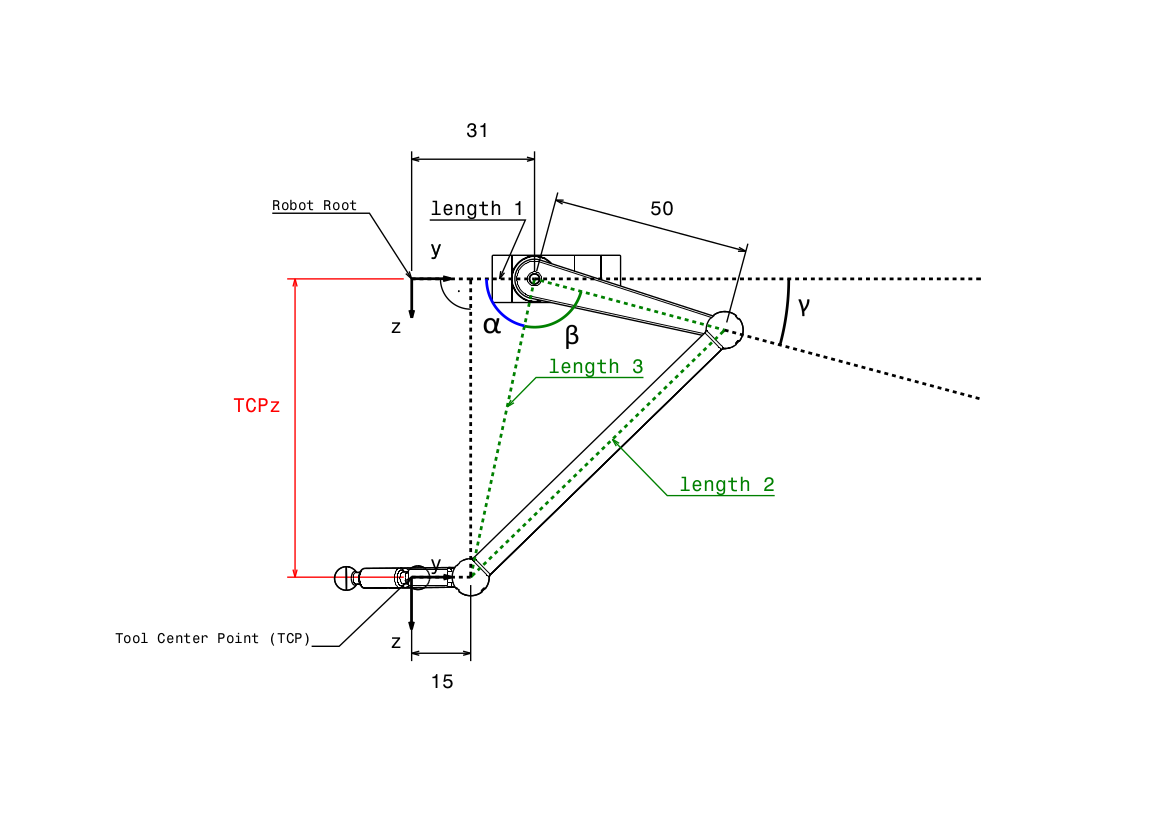 31
Robot Root
length 1
50
y
z
α
β
γ
length 3
TCPz
length 2
y
Tool Center Point (TCP)
z
15